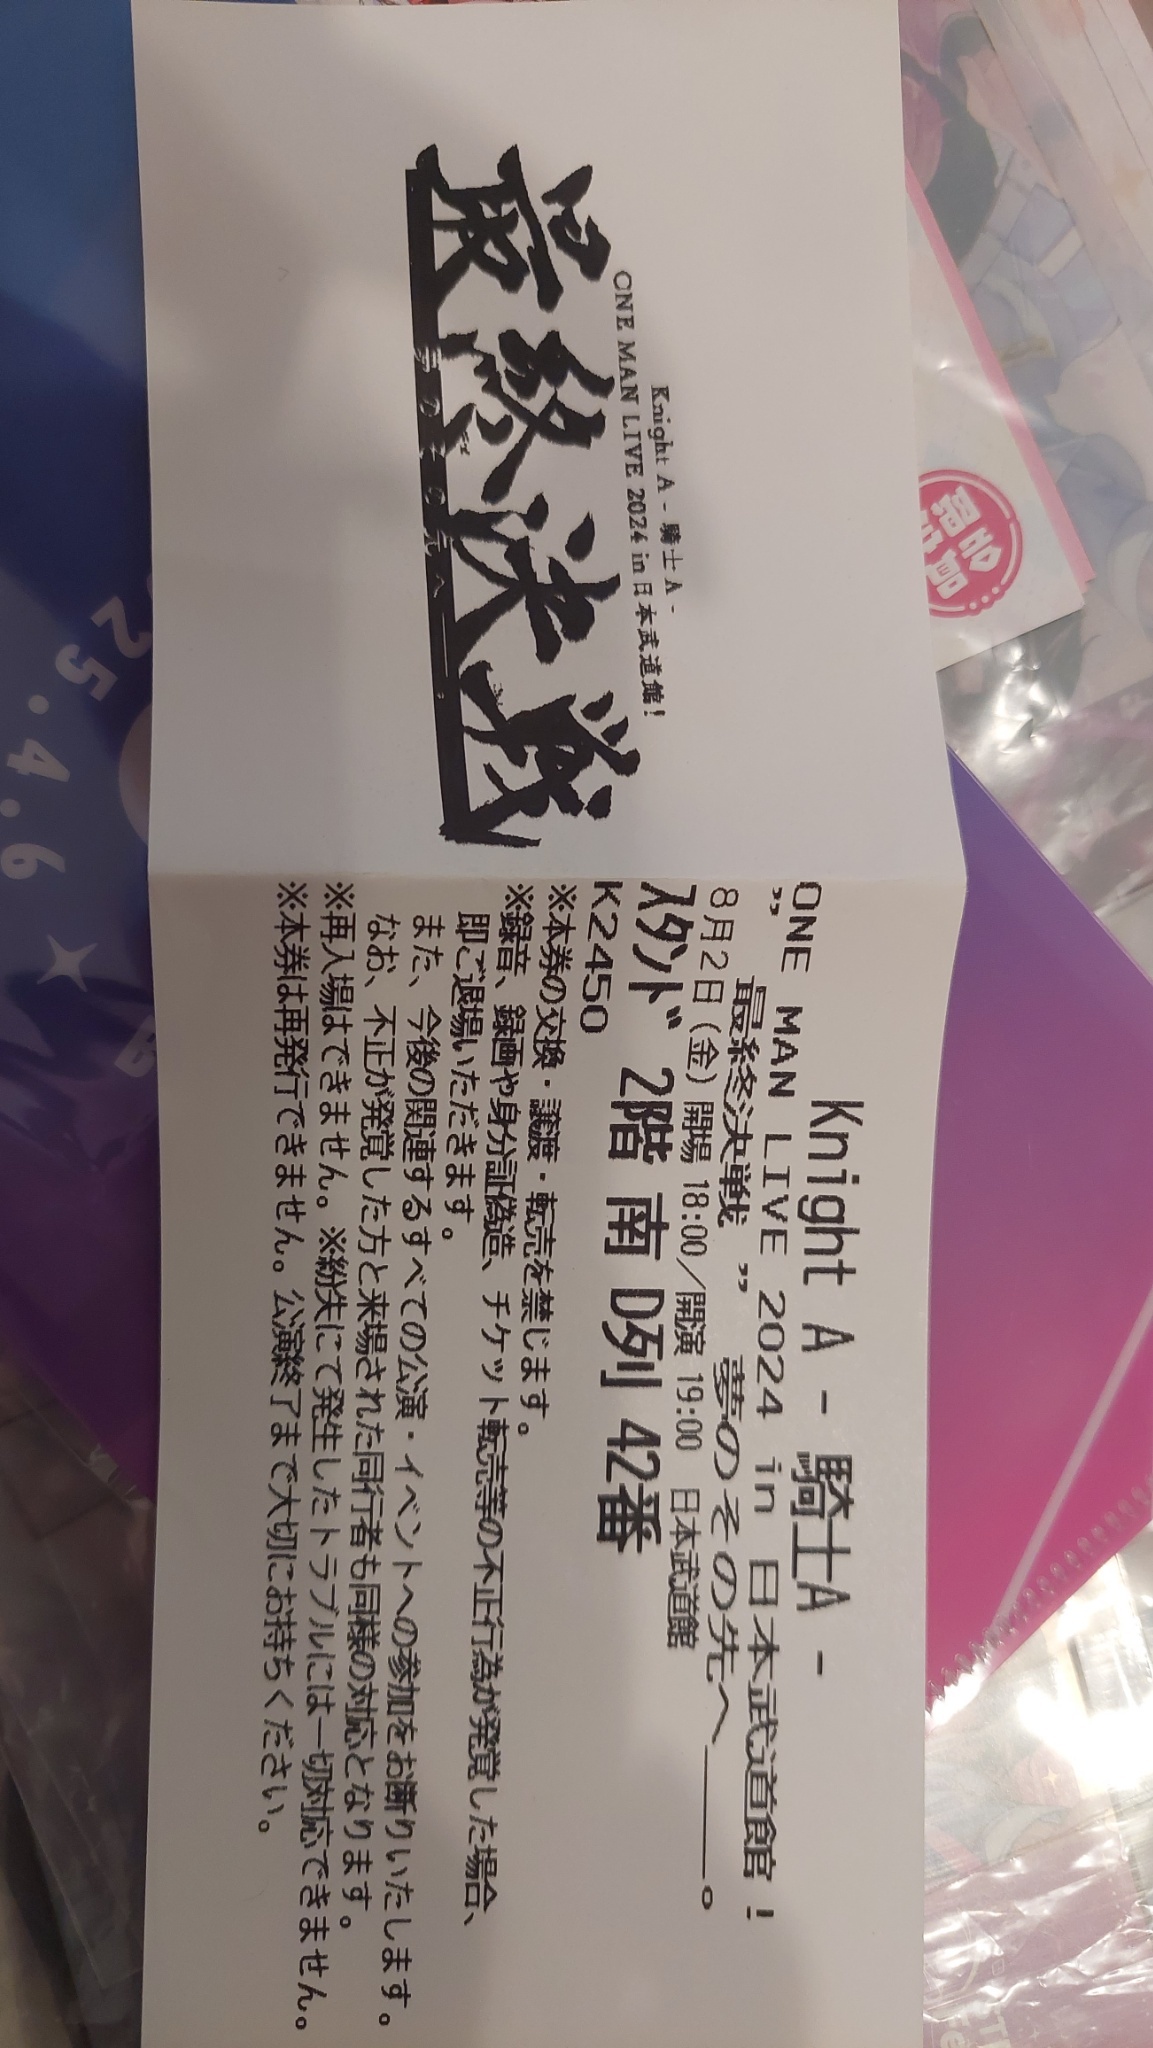 Knight A - 騎士A -
ONE MAN LIVE 2024 in 日本武道館!
最終決戦
Knight A - 騎士A -
ONE MAN LIVE 2024 in 日本武道館!
”最終決戦” 夢のその先へ____。
8月2日(金) 開場 18:00/開演 19:00 日本武道館
スタンド 2階 南 D列 42番
K2450
※本券の交換・譲渡・転売を禁じます。
※録音、録画や身分証偽造、チケット転売等の不正行為が発覚した場合、
即ご退場いただきます。
また、今後の関連するすべての公演・イベントへの参加をお断りいたします。
なお、不正が発覚した方と来場された同行者も同様の対応となります。
※再入場はできません。※紛失にて発生したトラブルには一切対応できません。
※本券は再発行できません。公演終了まで大切にお持ちください。
25.4.6